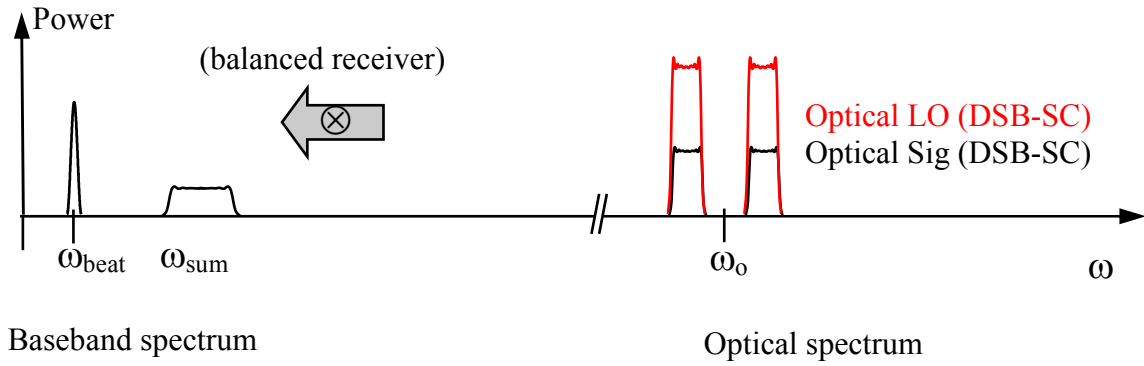 Power
(balanced receiver)
Optical LO (DSB-SC)
Optical Sig (DSB-SC)
ω_beat ω_sum ω_o ω
Baseband spectrum Optical spectrum